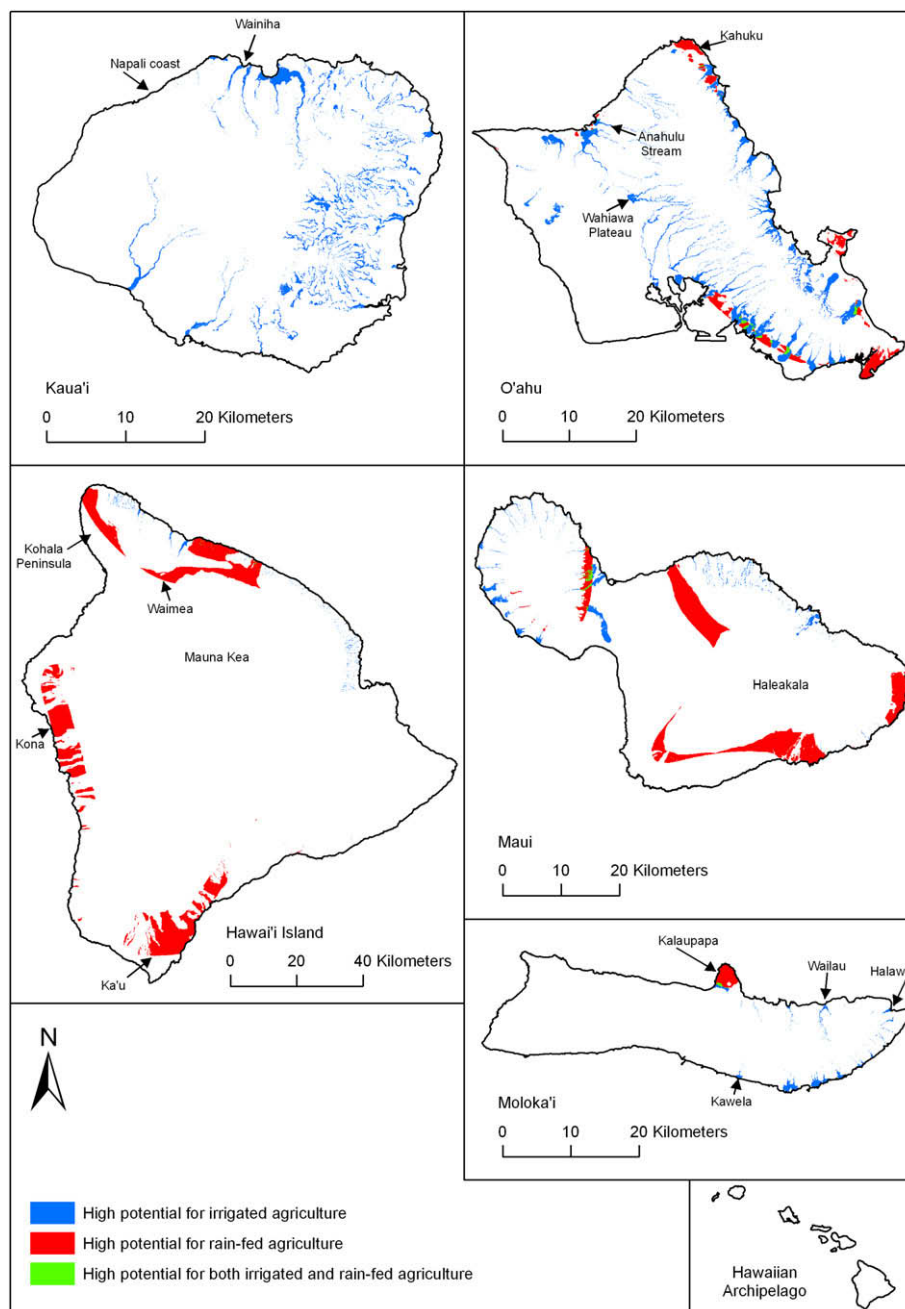 Wainiha
Napali coast
Kaua'i
0 10 20 Kilometers
Kahuku
Anahulu
Stream
Wahiawa
Plateau
O'ahu
0 10 20 Kilometers
Kohala
Peninsula
Waimea
Mauna Kea
Kona
Hawai'i Island
Ka'u
0 20 40 Kilometers
Haleakala
Maui
0 10 20 Kilometers
Kalaupapa
Wailau
Halaw
Kawela
Moloka'i
0 10 20 Kilometers
N
High potential for irrigated agriculture
High potential for rain-fed agriculture
High potential for both irrigated and rain-fed agriculture
Hawaiian
Archipelago